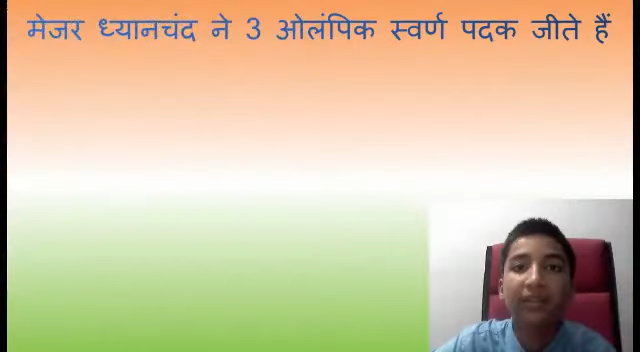 मेजर ध्यानचंद ने 3 ओलंपिक स्वर्ण पदक जीते हैं